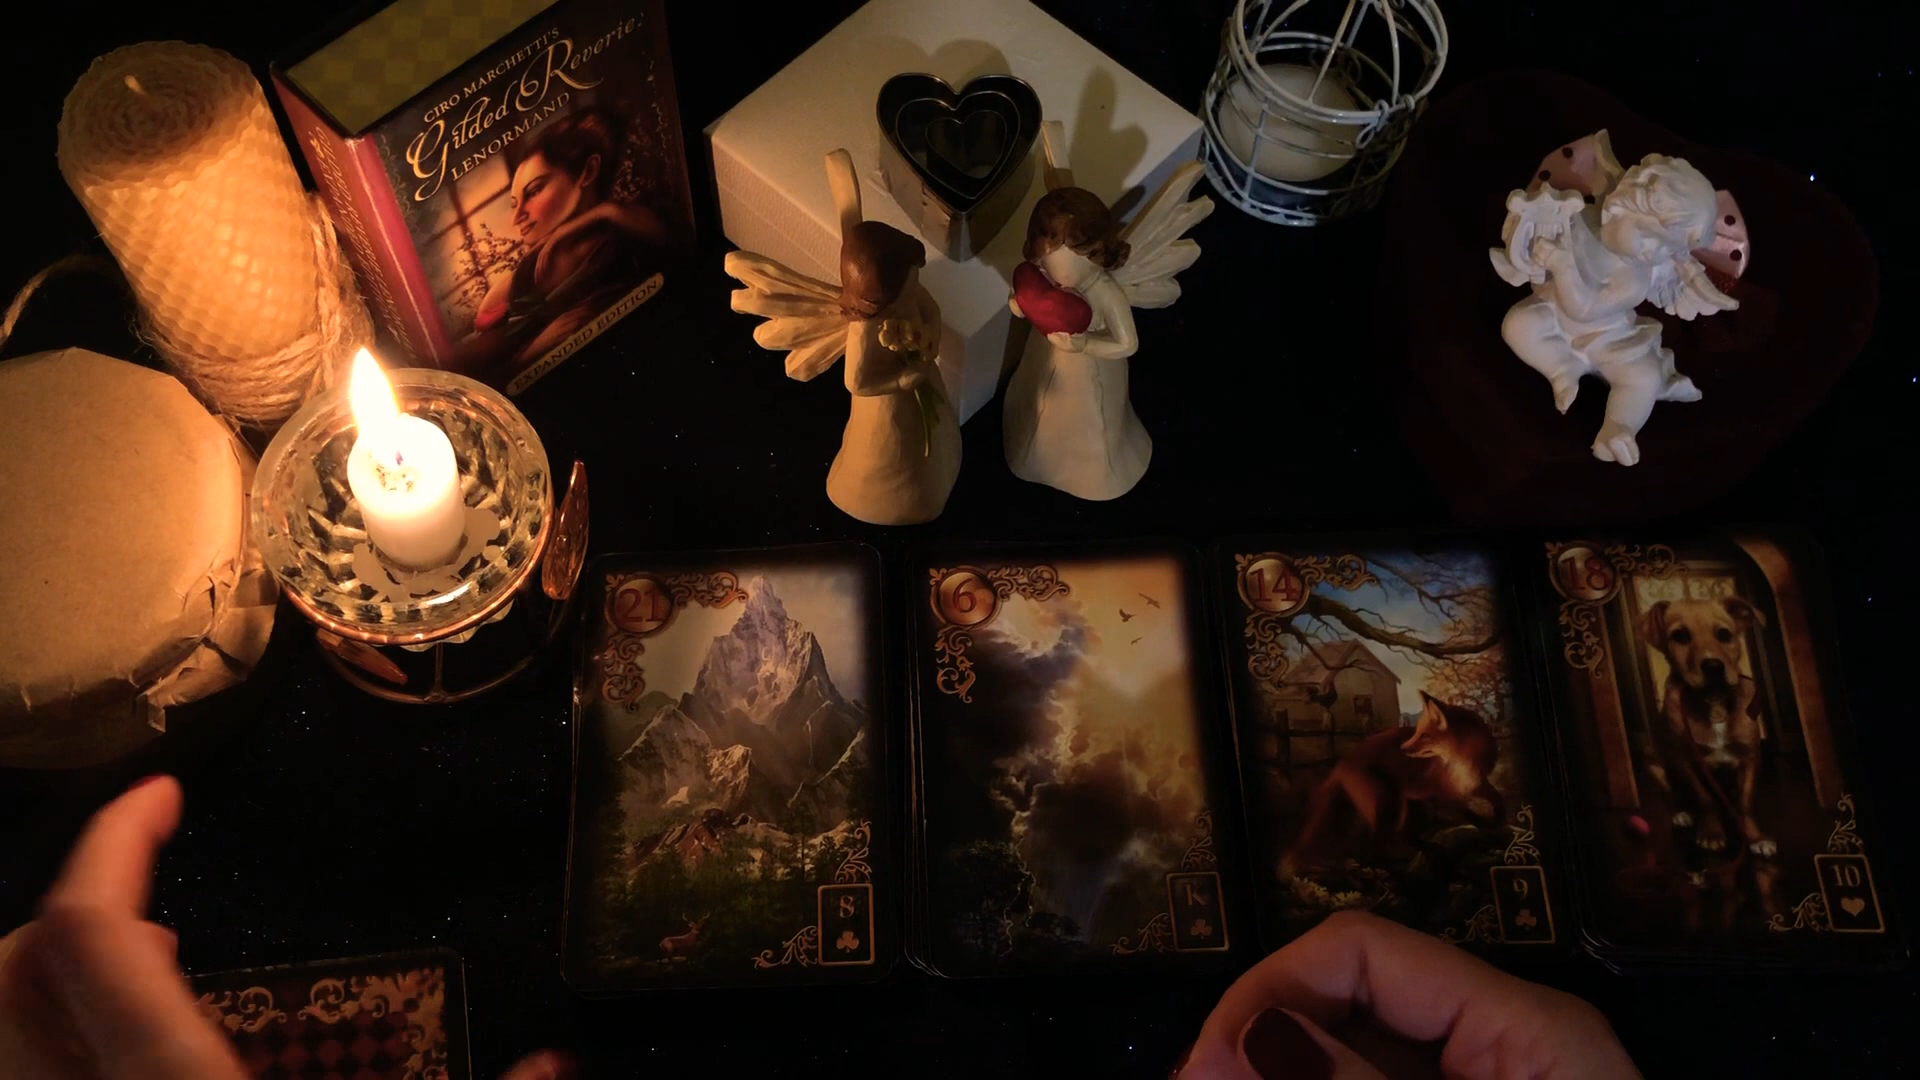 CIRO MARCHETTI'S
Gilded Reverie
LENORMAND
EXPANDED EDITION
21
8
6
K
14
9
18
10